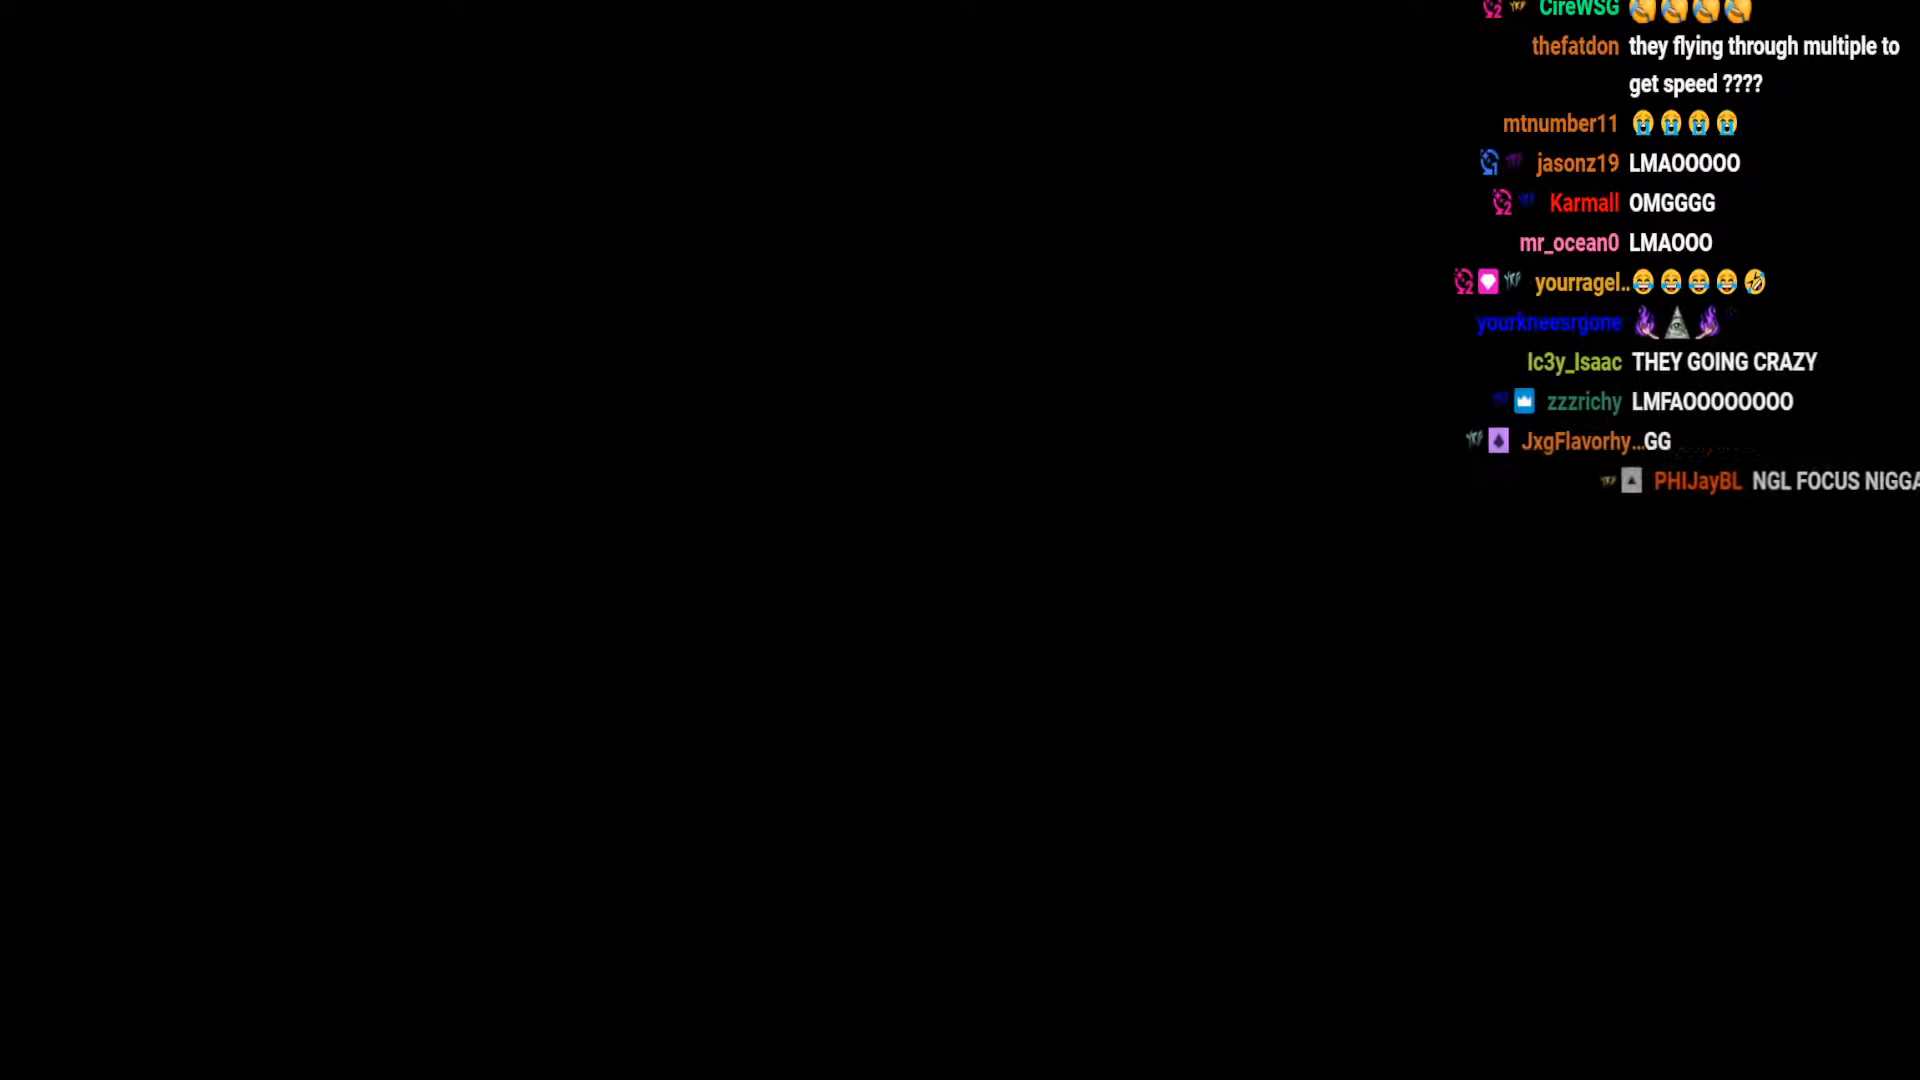 CireWSG
thefatdon they flying through multiple to
get speed ????
mtnumber11 😭😭😭😭
jasonz19 LMAOOOOO
Karmall OMGGGG
mr_ocean0 LMAOOO
yourragel..😂😂😂😂🤣
yourkneesrgone
Ic3y_Isaac THEY GOING CRAZY
zzzrichy LMFAOOOOOOOO
JxgFlavorhy...GG
PHIJayBL NGL FOCUS NIGGA